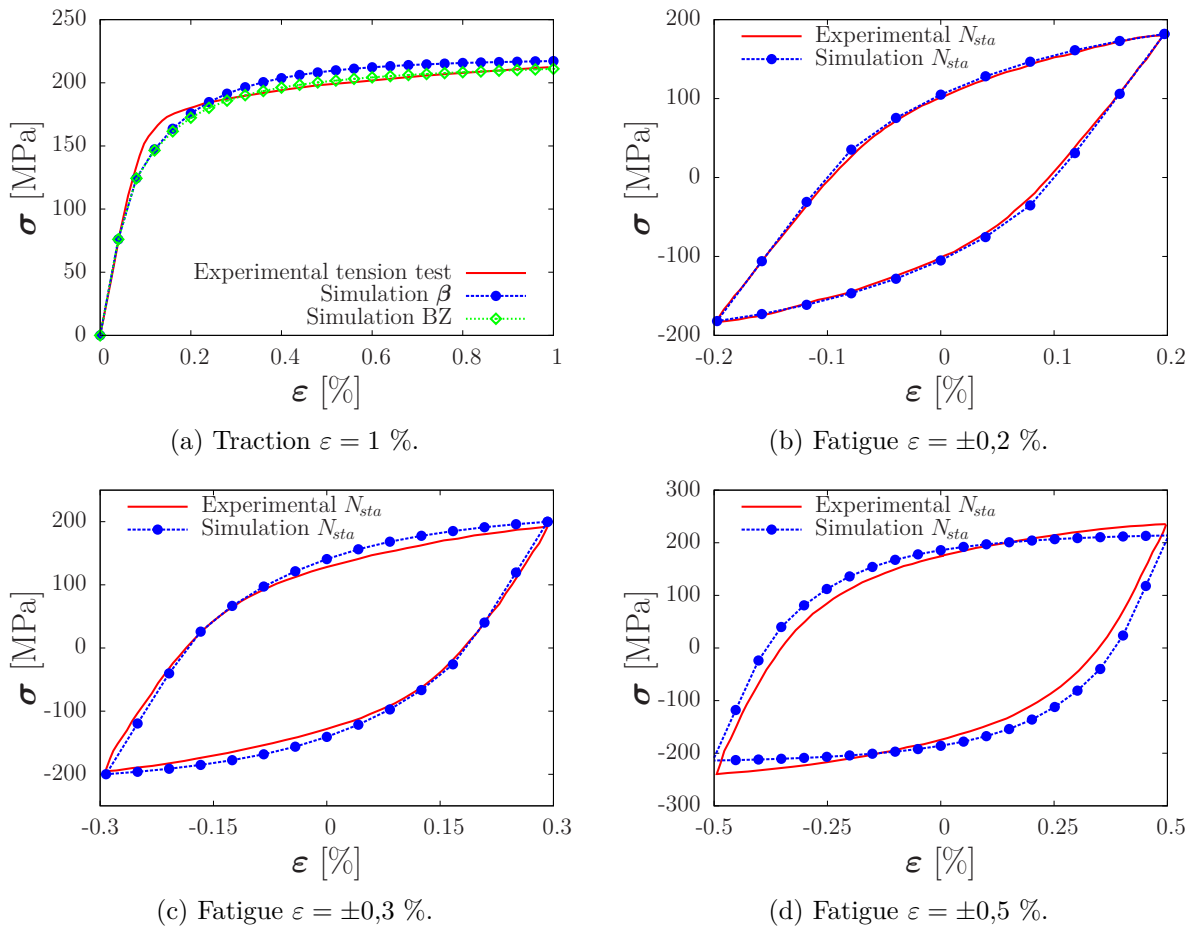 250
200
150
100
50
0
σ [MPa]
Experimental tension test
Simulation β
Simulation BZ
0 0.2 0.4 0.6 0.8 1
ε [%]
(a) Traction ε = 1 %.
200
100
0
-100
-200
σ [MPa]
Experimental N_sta
Simulation N_sta
-0.2 -0.1 0 0.1 0.2
ε [%]
(b) Fatigue ε = ±0,2 %.
200
100
0
-100
-200
σ [MPa]
Experimental N_sta
Simulation N_sta
-0.3 -0.15 0 0.15 0.3
ε [%]
(c) Fatigue ε = ±0,3 %.
300
200
100
0
-100
-200
-300
σ [MPa]
Experimental N_sta
Simulation N_sta
-0.5 -0.25 0 0.25 0.5
ε [%]
(d) Fatigue ε = ±0,5 %.